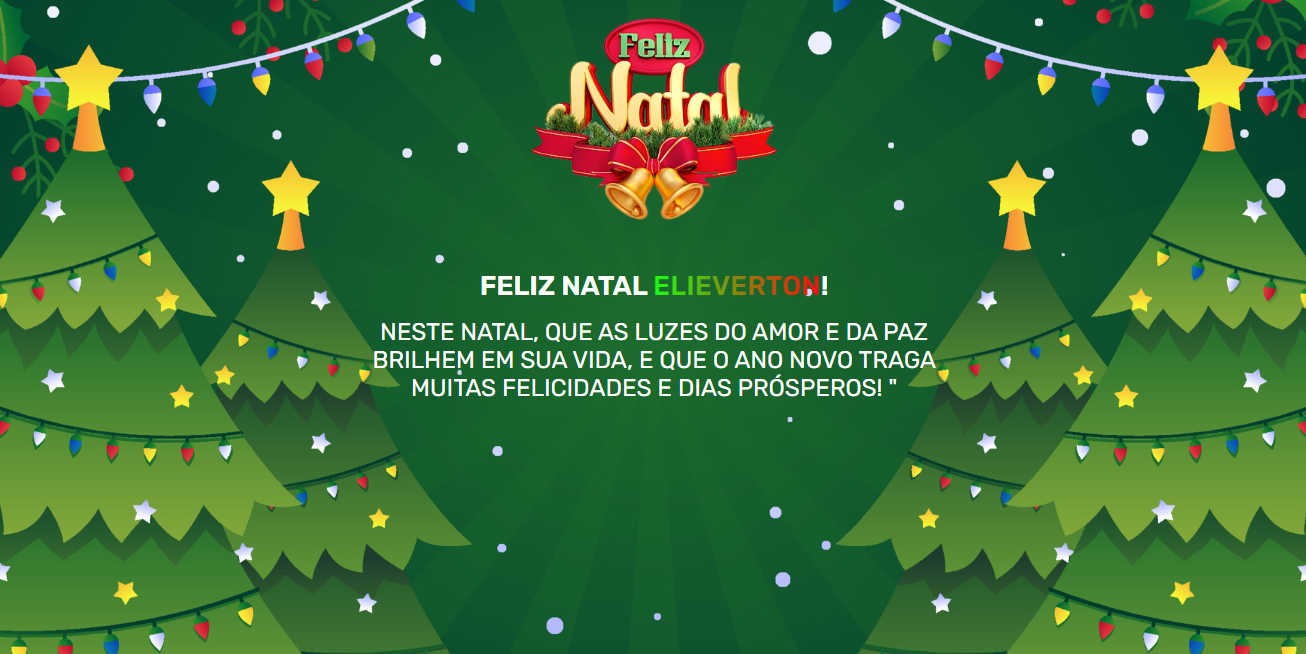 Feliz
Natal
FELIZ NATAL ELIEVERTON!
NESTE NATAL, QUE AS LUZES DO AMOR E DA PAZ
BRILHEM EM SUA VIDA, E QUE O ANO NOVO TRAGA
MUITAS FELICIDADES E DIAS PRÓSPEROS! "